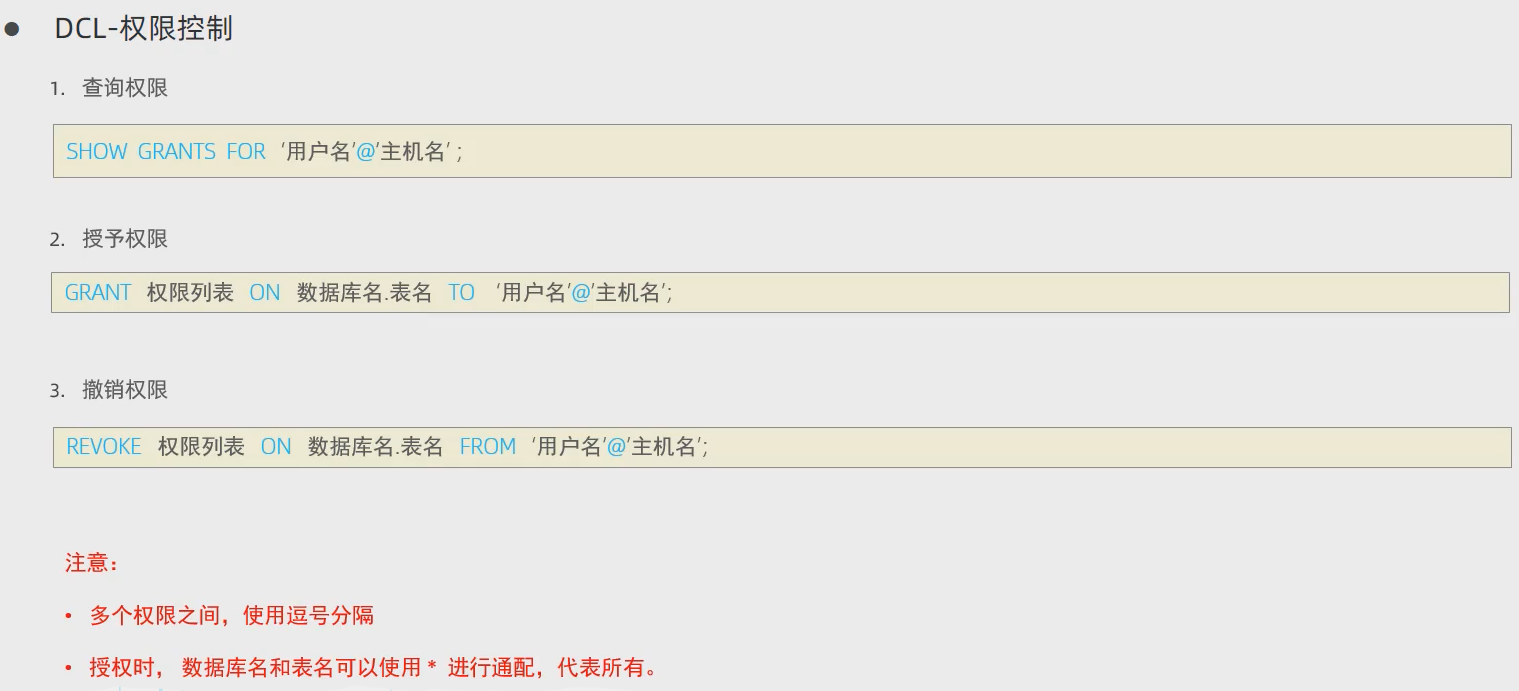 ● DCL-权限控制
1. 查询权限
SHOW GRANTS FOR '用户名'@'主机名' ;
2. 授予权限
GRANT 权限列表 ON 数据库名.表名 TO '用户名'@'主机名';
3. 撤销权限
REVOKE 权限列表 ON 数据库名.表名 FROM '用户名'@'主机名';
注意：
• 多个权限之间，使用逗号分隔
• 授权时， 数据库名和表名可以使用 * 进行通配，代表所有。